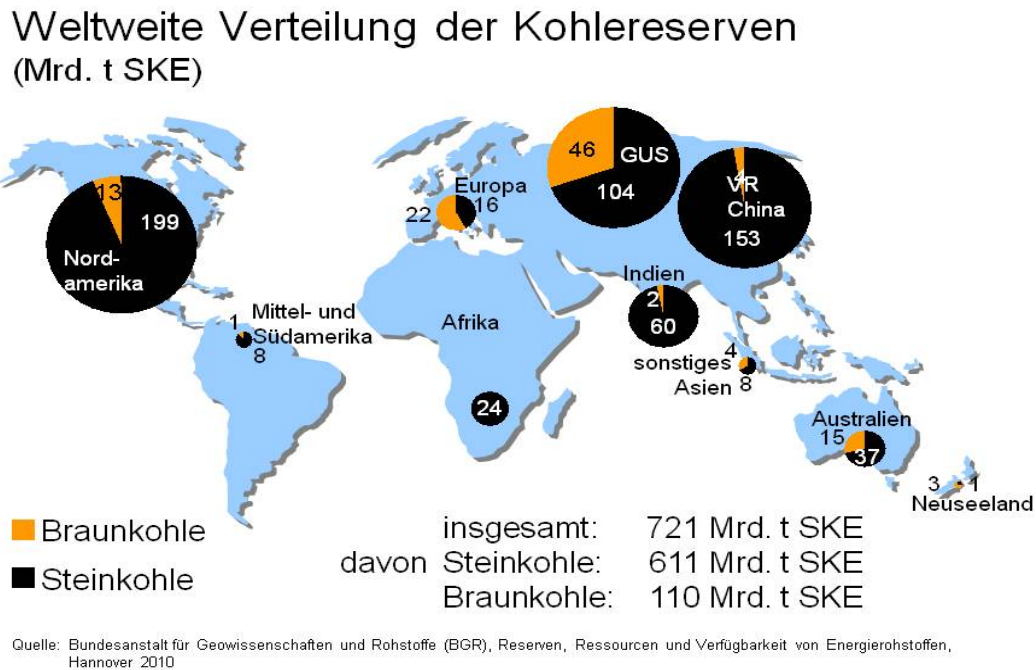 Weltweite Verteilung der Kohlereserven
(Mrd. t SKE)
46
GUS
104
13
199
Nord-
amerika
Europa
16
22
4
VR
China
153
Indien
2
60
1
Mittel- und
Südamerika
8
Afrika
24
sonstiges
Asien
4
8
Australien
15
37
3
1
Neuseeland
Braunkohle
Steinkohle
insgesamt: 721 Mrd. t SKE
davon Steinkohle: 611 Mrd. t SKE
Braunkohle: 110 Mrd. t SKE
Quelle: Bundesanstalt für Geowissenschaften und Rohstoffe (BGR), Reserven, Ressourcen und Verfügbarkeit von Energierohstoffen,
Hannover 2010